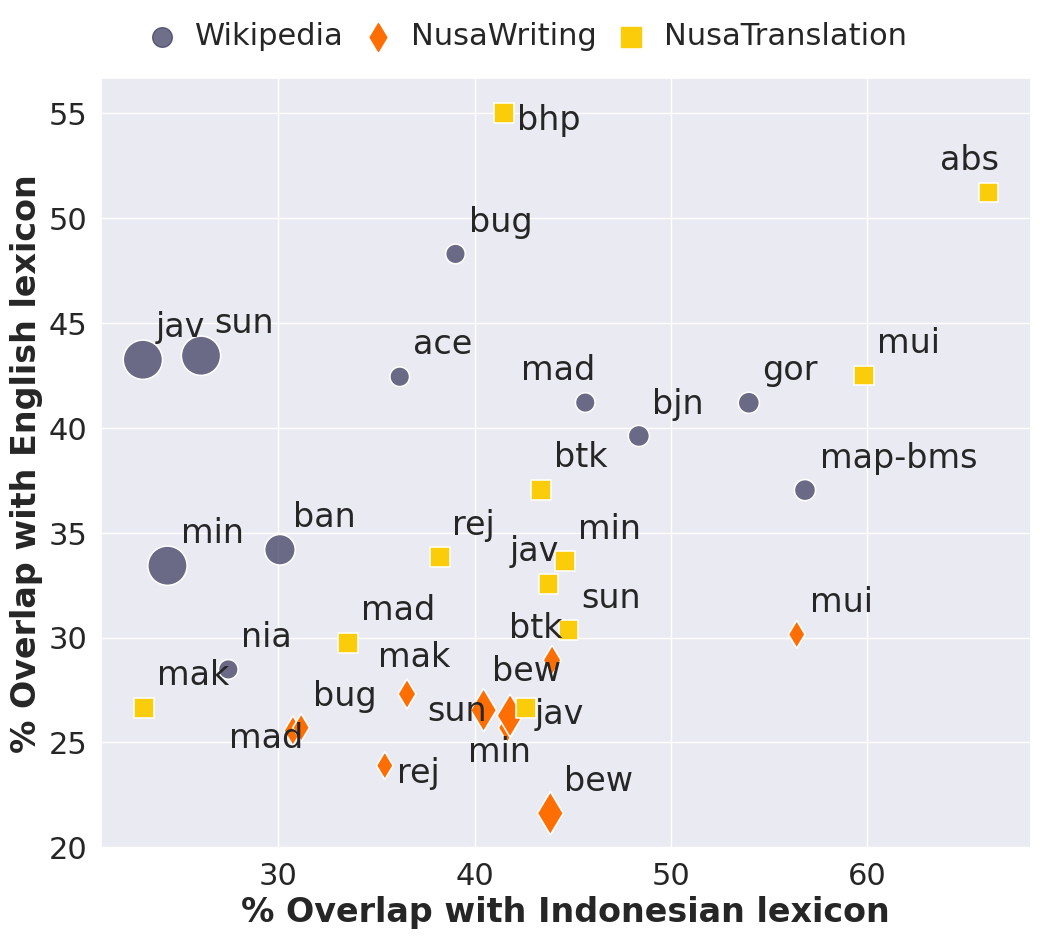 Wikipedia NusaWriting NusaTranslation
% Overlap with English lexicon
55
50
45
40
35
30
25
20
bhp
abs
bug
jav
sun
ace
mui
mad
gor
bjn
btk
map-bms
ban
rej
min
min
jav
sun
mad
mui
btk
nia
mak
bew
mak
bug
sun
jav
mad
min
rej
bew
30 40 50 60
% Overlap with Indonesian lexicon